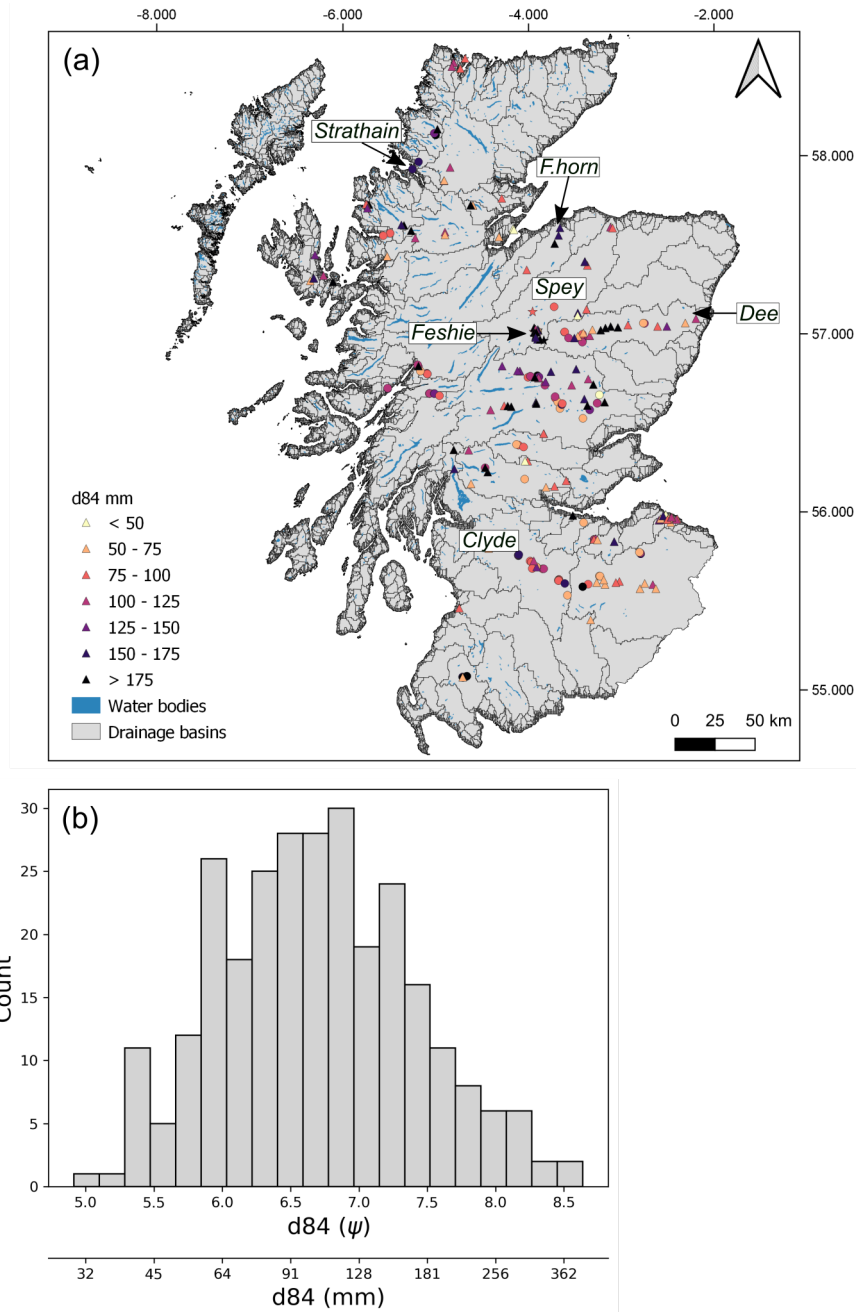 -8.000 -6.000 -4.000 -2.000
(a)
58.000
57.000
56.000
55.000
Strathain
F.horn
Spey
Dee
Feshie
Clyde
d84 mm
< 50
50 - 75
75 - 100
100 - 125
125 - 150
150 - 175
> 175
Water bodies
Drainage basins
0 25 50 km
(b)
30
25
20
15
10
5
0
Count
5.0 5.5 6.0 6.5 7.0 7.5 8.0 8.5
d84 (ψ)
32 45 64 91 128 181 256 362
d84 (mm)